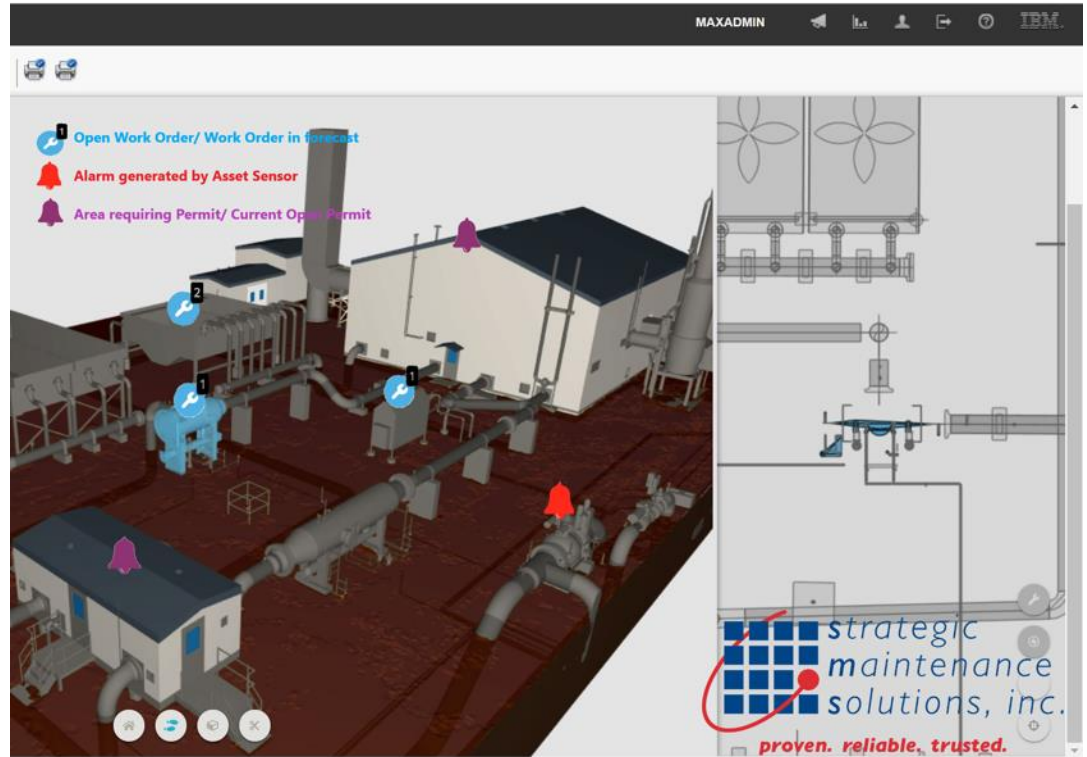 MAXADMIN
IBM.
1
Open Work Order/ Work Order in forecast
Alarm generated by Asset Sensor
Area requiring Permit/ Current Open Permit
2
1
1
strategic
maintenance
solutions, inc.
proven. reliable. trusted.